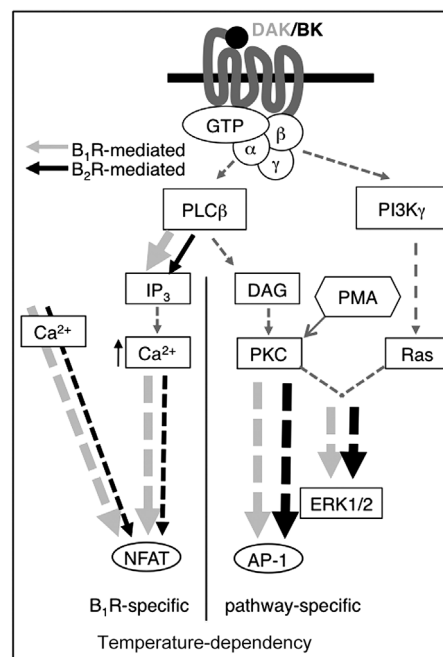 DAK/BK
GTP
α
β
γ
B₁R-mediated
B₂R-mediated
PLCβ
PI3Kγ
IP₃
DAG
PMA
Ca²⁺
Ca²⁺
PKC
Ras
ERK1/2
NFAT
AP-1
B₁R-specific
pathway-specific
Temperature-dependency